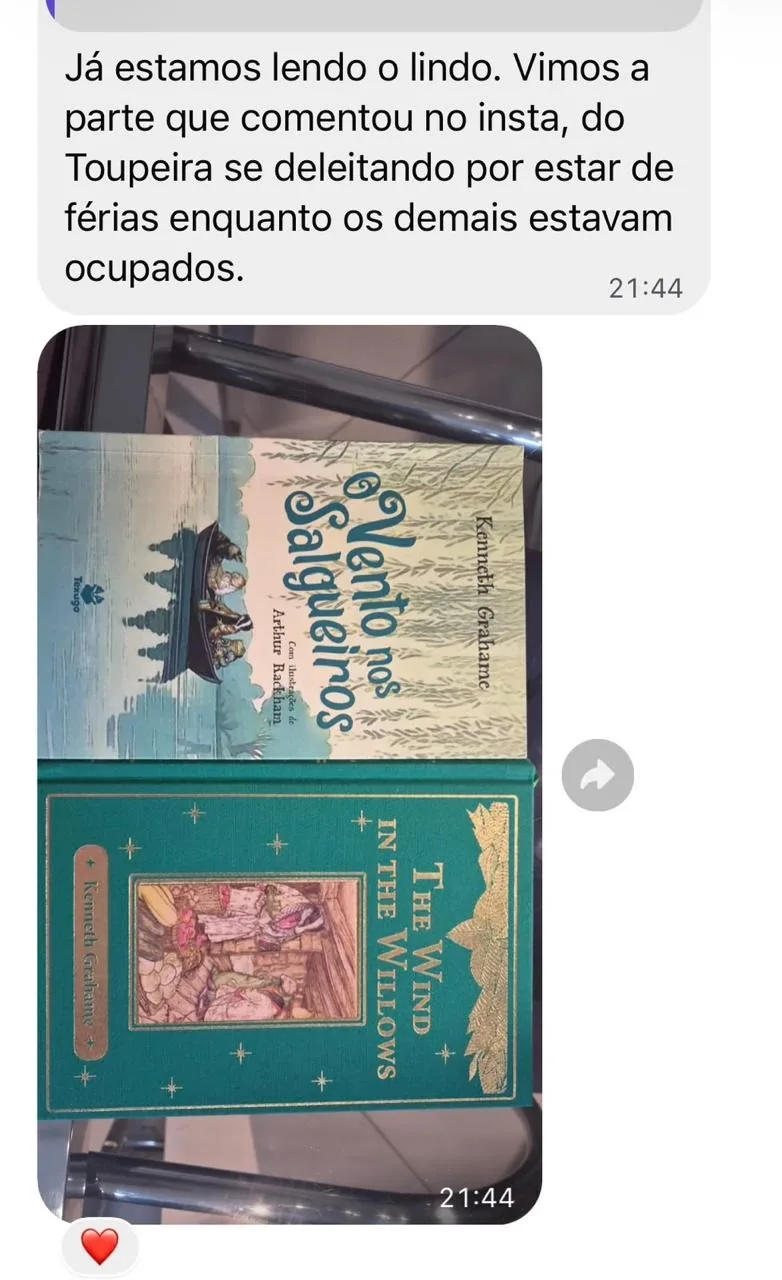 Já estamos lendo o lindo. Vimos a
parte que comentou no insta, do
Toupeira se deleitando por estar de
férias enquanto os demais estavam
ocupados.
21:44
Kenneth Grahame
O Vento nos
Salgueiros
Com ilustrações de
Arthur Rackham
Texugo
THE WIND
IN THE WILLOWS
Kenneth Grahame
21:44